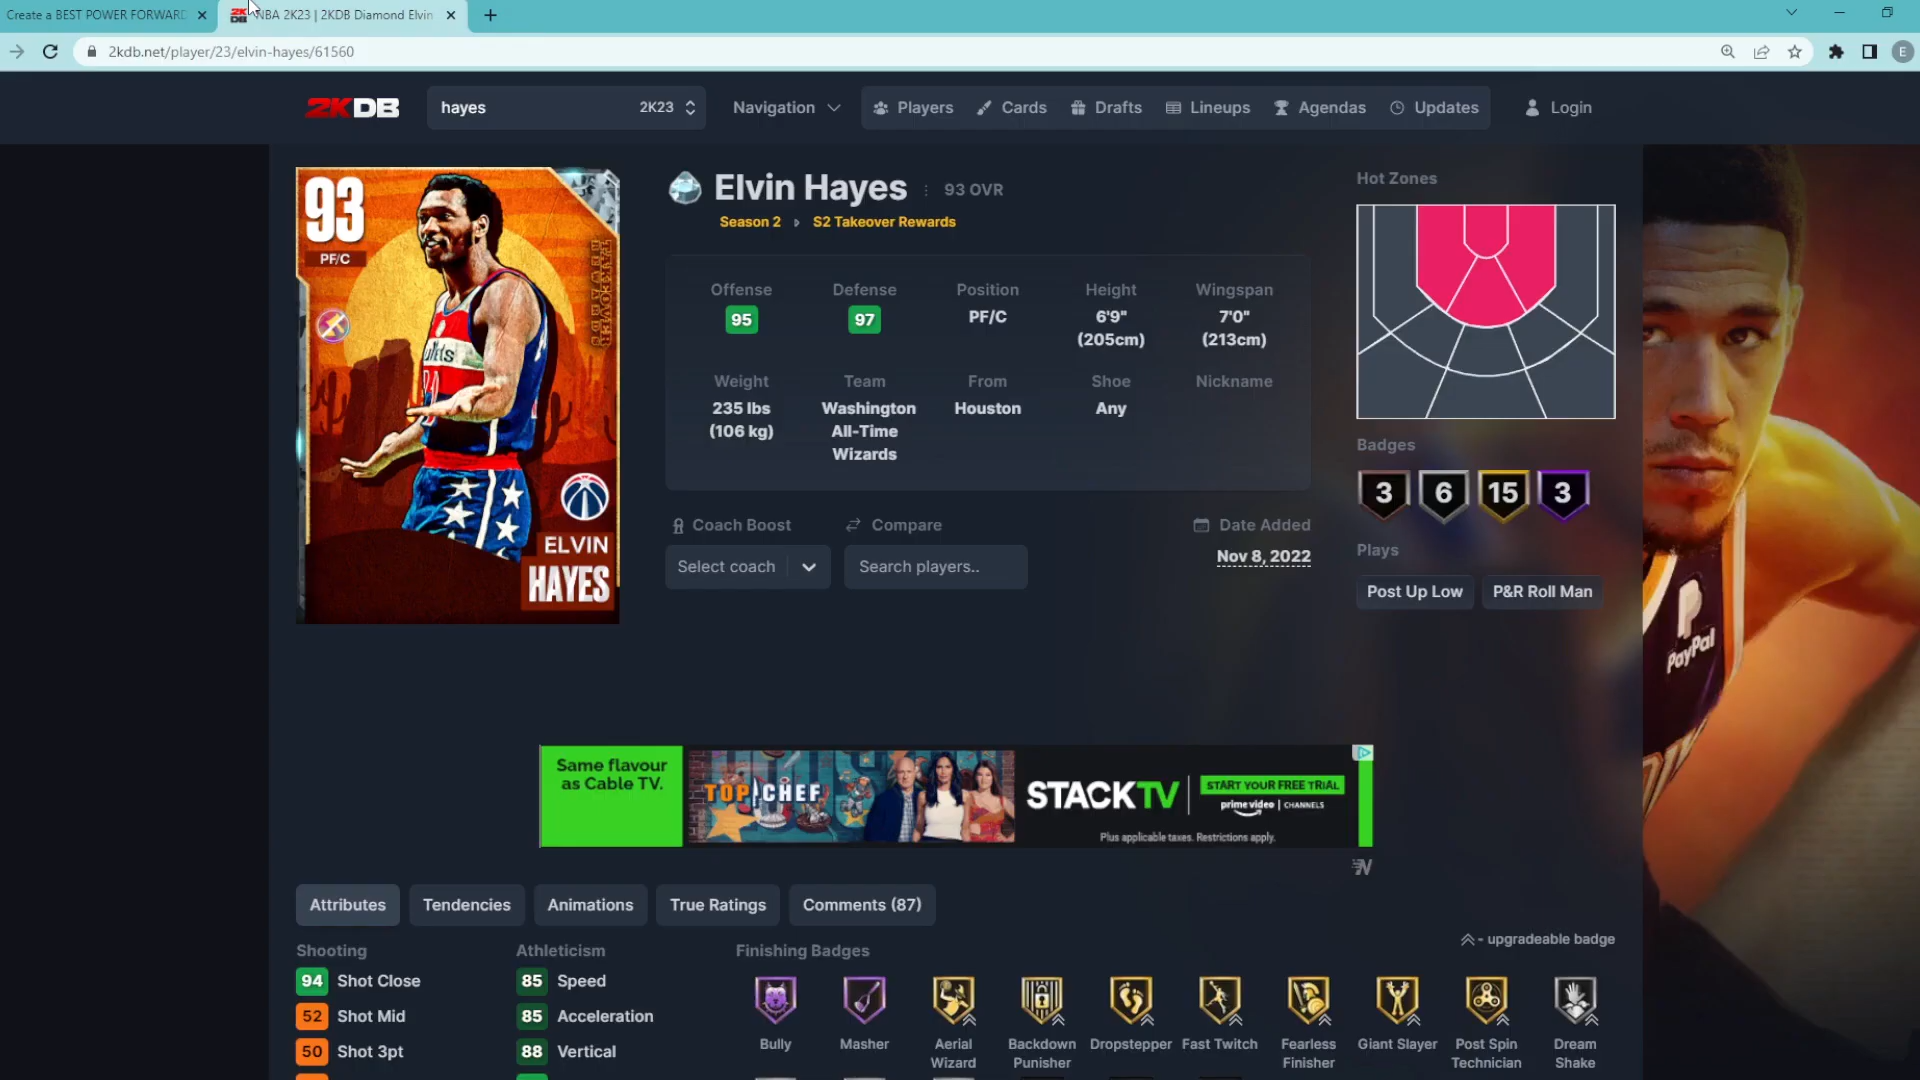 Create a BEST POWER FORWARD
NBA 2K23 | 2KDB Diamond Elvin
2kdb.net/player/23/elvin-hayes/61560
E
2KDB
hayes
2K23
Navigation
Players
Cards
Drafts
Lineups
Agendas
Updates
Login
93
PF/C
TAKEOVER
REWARDS
ELVIN
HAYES
Elvin Hayes : 93 OVR
Season 2
S2 Takeover Rewards
Offense
95
Defense
97
Position
PF/C
Height
6'9"
(205cm)
Wingspan
7'0"
(213cm)
Weight
235 lbs
(106 kg)
Team
Washington
All-Time
Wizards
From
Houston
Shoe
Any
Nickname
Coach Boost
Select coach
Compare
Search players..
Date Added
Nov 8, 2022
Hot Zones
Badges
3
6
15
3
Plays
Post Up Low
P&R Roll Man
PayPal
Same flavour
as Cable TV.
TOP CHEF
STACKTV
START YOUR FREE TRIAL
prime video | CHANNELS
Plus applicable taxes. Restrictions apply.
Attributes
Tendencies
Animations
True Ratings
Comments (87)
- upgradeable badge
Shooting
94 Shot Close
52 Shot Mid
50 Shot 3pt
Athleticism
85 Speed
85 Acceleration
88 Vertical
Finishing Badges
Bully
Masher
Aerial
Wizard
Backdown
Punisher
Dropstepper
Fast Twitch
Fearless
Finisher
Giant Slayer
Post Spin
Technician
Dream
Shake